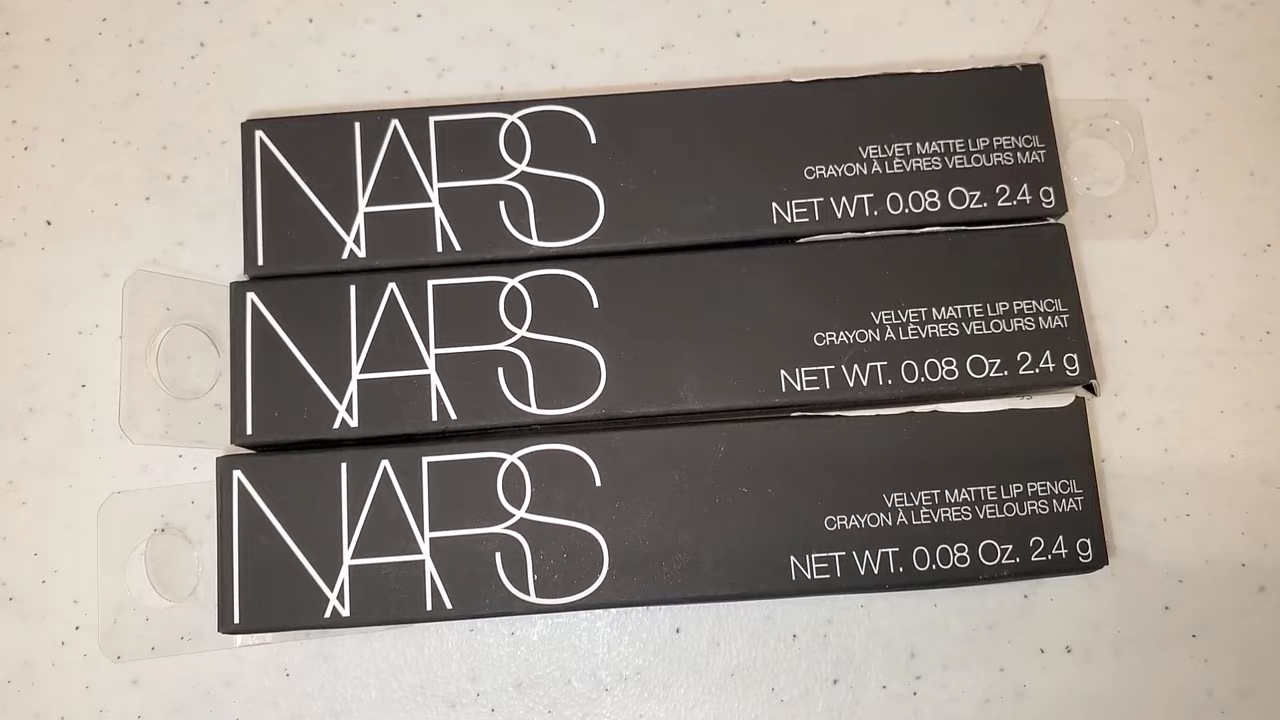 NARS
VELVET MATTE LIP PENCIL
CRAYON À LÈVRES VELOURS MAT
NET WT. 0.08 Oz. 2.4 g
NARS
VELVET MATTE LIP PENCIL
CRAYON À LÈVRES VELOURS MAT
NET WT. 0.08 Oz. 2.4 g
NARS
VELVET MATTE LIP PENCIL
CRAYON À LÈVRES VELOURS MAT
NET WT. 0.08 Oz. 2.4 g